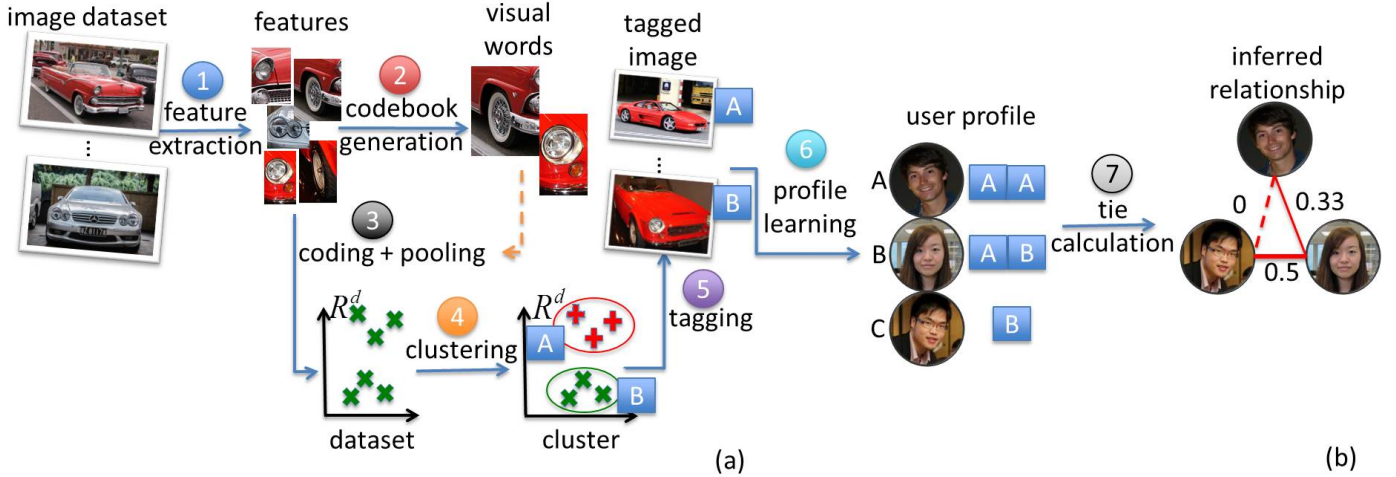 image dataset
1
feature
extraction
...
features
2
codebook
generation
visual
words
3
coding + pooling
R^d
dataset
4
clustering
R^d
A
B
cluster
5
tagging
tagged
image
A
...
B
6
profile
learning
(a)
user profile
A
A A
B
A B
C
B
7
tie
calculation
inferred
relationship
0
0.33
0.5
(b)